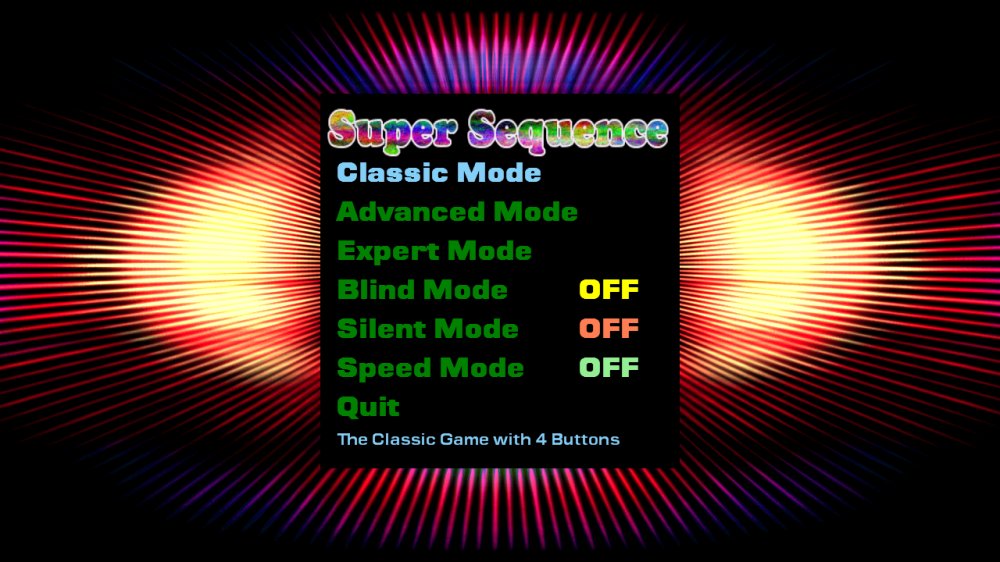 Super Sequence
Classic Mode
Advanced Mode
Expert Mode
Blind Mode OFF
Silent Mode OFF
Speed Mode OFF
Quit
The Classic Game with 4 Buttons